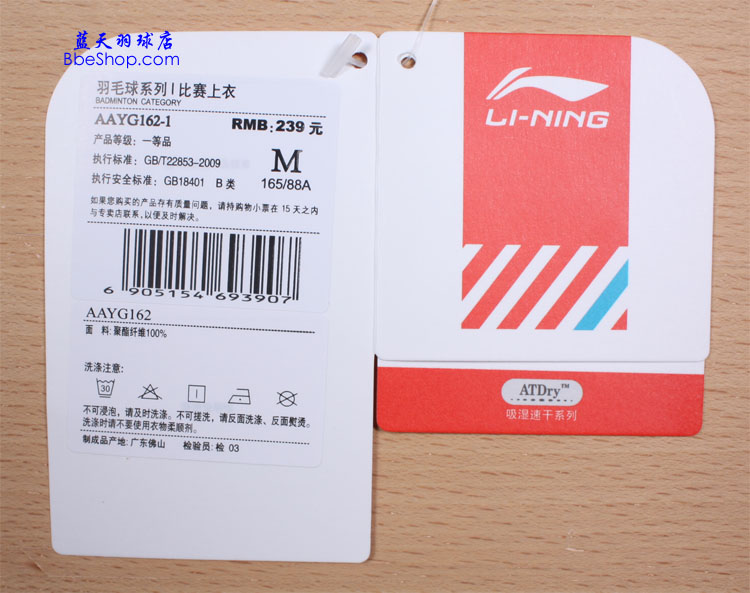 蓝天羽球店
BbeShop.com
羽毛球系列 | 比赛上衣
BADMINTON CATEGORY
AAYG162-1
RMB: 239 元
产品等级: 一等品
执行标准: GB/T22853-2009
M
执行安全标准: GB18401 B 类
165/88A
如果您购买的产品存有质量问题, 请持购物小票在 15 天之内
与专卖店联系, 以便及时解决。
6 905154 693907
AAYG162
面 料: 聚酯纤维100%
洗涤注意:
30
不可浸泡, 请及时洗涤。不可搓洗, 请反面洗涤、反面熨烫。
洗涤时请不要使用衣物柔顺剂。
制成品产地: 广东佛山 检验员: 检 03
LI-NING
ATDry™
吸湿速干系列